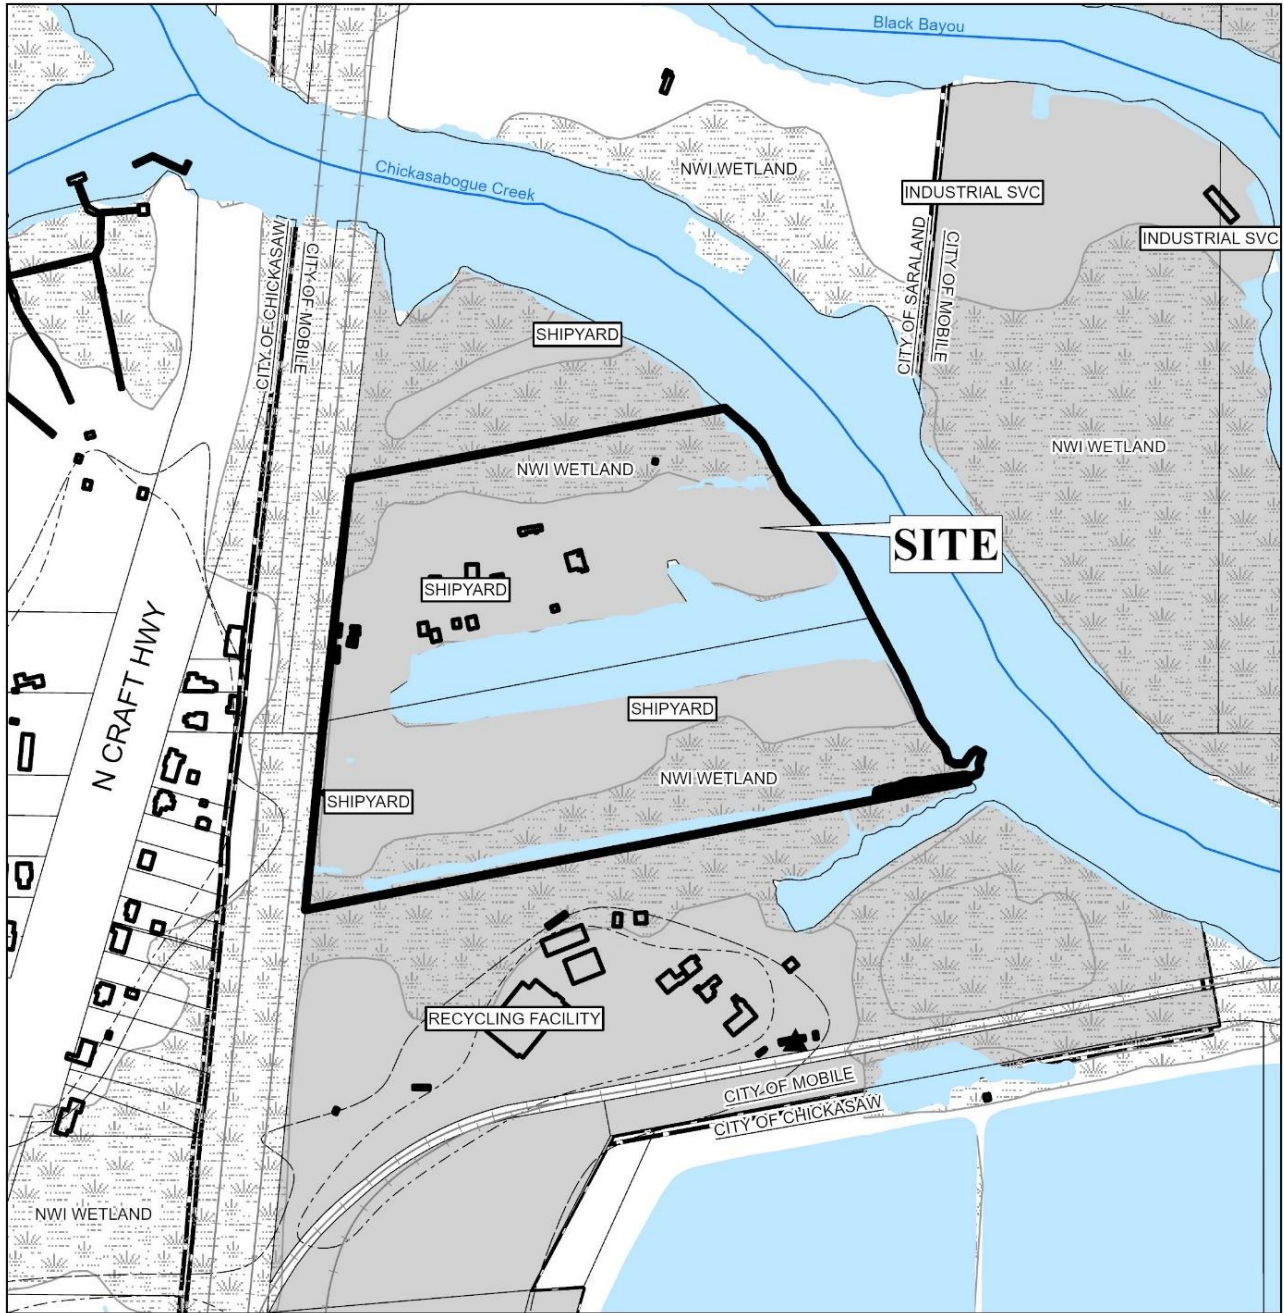 Black Bayou
Chickasabogue Creek
NWI WETLAND
INDUSTRIAL SVC
INDUSTRIAL SVC
CITY OF CHICKASAW
CITY OF MOBILE
CITY OF SARALAND
CITY OF MOBILE
SHIPYARD
NWI WETLAND
NWI WETLAND
SITE
SHIPYARD
N CRAFT HWY
SHIPYARD
NWI WETLAND
SHIPYARD
RECYCLING FACILITY
CITY OF MOBILE
CITY OF CHICKASAW
NWI WETLAND